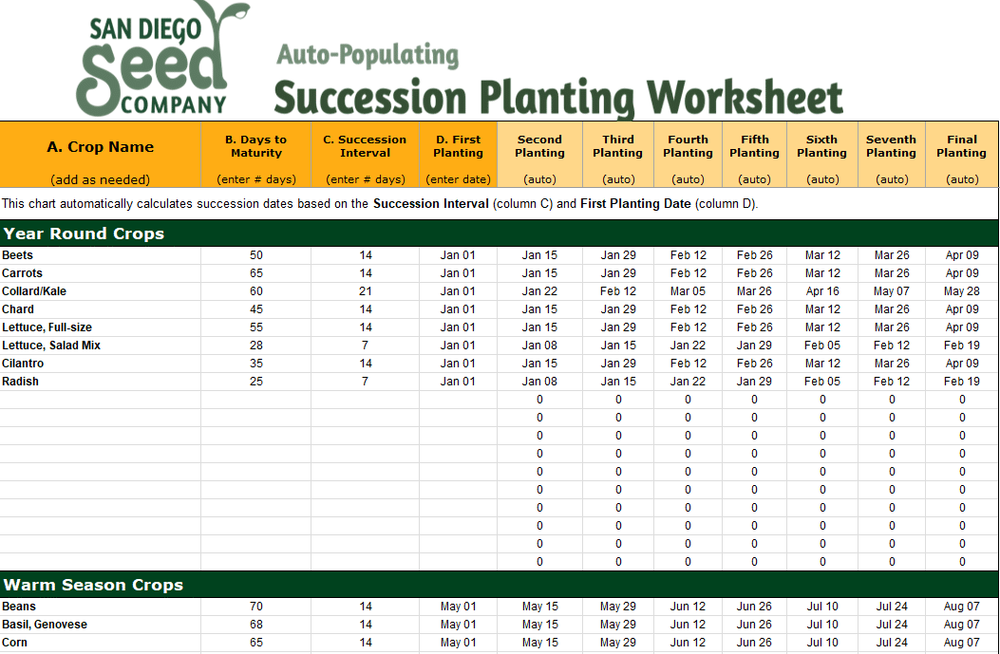 SAN DIEGO
Seed
COMPANY
Auto-Populating
Succession Planting Worksheet
A. Crop Name (add as needed) B. Days to Maturity (enter # days) C. Succession Interval (enter # days) D. First Planting (enter date) Second Planting (auto) Third Planting (auto) Fourth Planting (auto) Fifth Planting (auto) Sixth Planting (auto) Seventh Planting (auto) Final Planting (auto)
This chart automatically calculates succession dates based on the Succession Interval (column C) and First Planting Date (column D).
Year Round Crops
Beets 50 14 Jan 01 Jan 15 Jan 29 Feb 12 Feb 26 Mar 12 Mar 26 Apr 09
Carrots 65 14 Jan 01 Jan 15 Jan 29 Feb 12 Feb 26 Mar 12 Mar 26 Apr 09
Collard/Kale 60 21 Jan 01 Jan 22 Feb 12 Mar 05 Mar 26 Apr 16 May 07 May 28
Chard 45 14 Jan 01 Jan 15 Jan 29 Feb 12 Feb 26 Mar 12 Mar 26 Apr 09
Lettuce, Full-size 55 14 Jan 01 Jan 15 Jan 29 Feb 12 Feb 26 Mar 12 Mar 26 Apr 09
Lettuce, Salad Mix 28 7 Jan 01 Jan 08 Jan 15 Jan 22 Jan 29 Feb 05 Feb 12 Feb 19
Cilantro 35 14 Jan 01 Jan 15 Jan 29 Feb 12 Feb 26 Mar 12 Mar 26 Apr 09
Radish 25 7 Jan 01 Jan 08 Jan 15 Jan 22 Jan 29 Feb 05 Feb 12 Feb 19
0 0 0 0 0 0 0
0 0 0 0 0 0 0
0 0 0 0 0 0 0
0 0 0 0 0 0 0
0 0 0 0 0 0 0
0 0 0 0 0 0 0
0 0 0 0 0 0 0
0 0 0 0 0 0 0
0 0 0 0 0 0 0
0 0 0 0 0 0 0
Warm Season Crops
Beans 70 14 May 01 May 15 May 29 Jun 12 Jun 26 Jul 10 Jul 24 Aug 07
Basil, Genovese 68 14 May 01 May 15 May 29 Jun 12 Jun 26 Jul 10 Jul 24 Aug 07
Corn 65 14 May 01 May 15 May 29 Jun 12 Jun 26 Jul 10 Jul 24 Aug 07